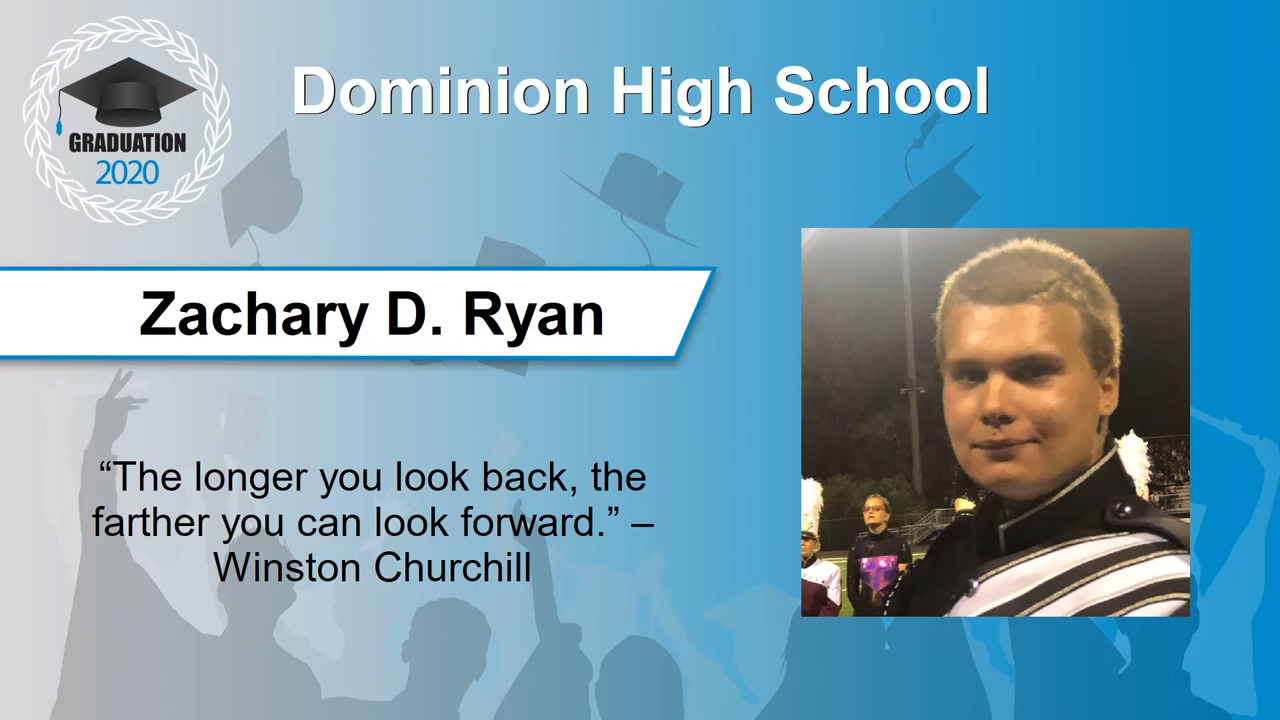 GRADUATION
2020
Dominion High School
Zachary D. Ryan
“The longer you look back, the
farther you can look forward.” –
Winston Churchill